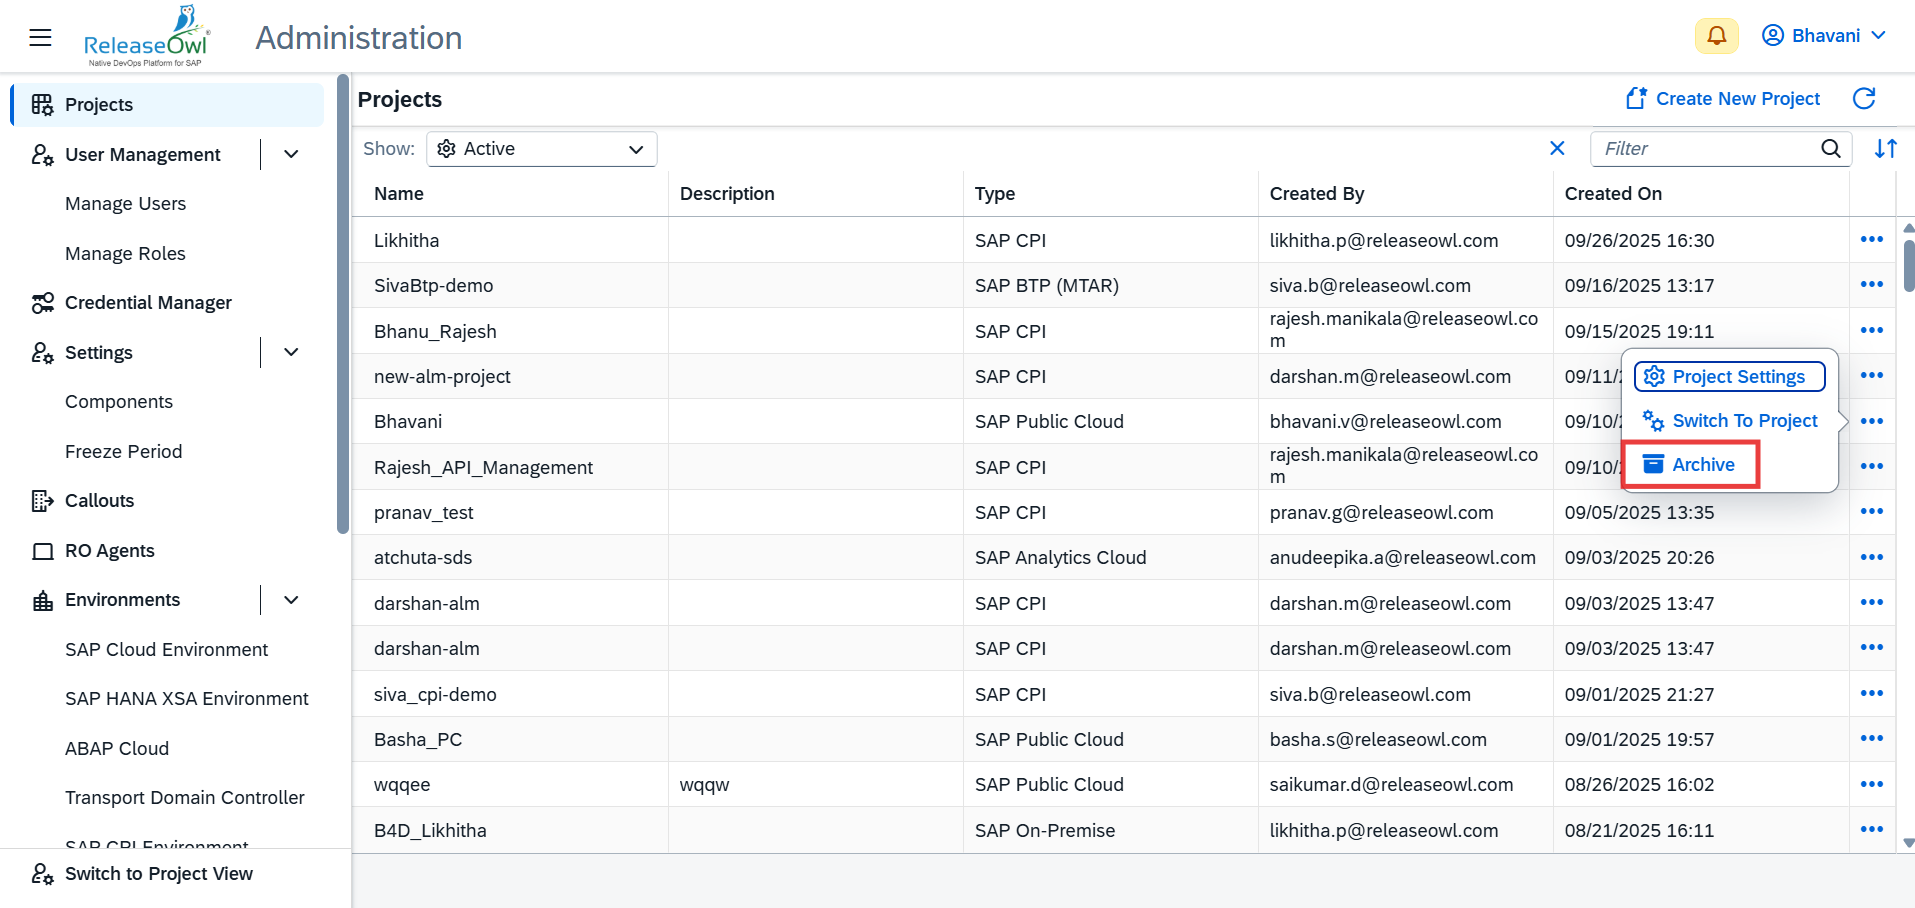 ReleaseOwl
Native DevOps Platform for SAP
Administration
Bhavani
Projects
User Management
Manage Users
Manage Roles
Credential Manager
Settings
Components
Freeze Period
Callouts
RO Agents
Environments
SAP Cloud Environment
SAP HANA XSA Environment
ABAP Cloud
Transport Domain Controller
SAP CPI Environment
Switch to Project View
Projects
Create New Project
Show: Active
Filter
Name Description Type Created By Created On
Likhitha SAP CPI likhitha.p@releaseowl.com 09/26/2025 16:30
SivaBtp-demo SAP BTP (MTAR) siva.b@releaseowl.com 09/16/2025 13:17
Bhanu_Rajesh SAP CPI rajesh.manikala@releaseowl.co
m 09/15/2025 19:11
new-alm-project SAP CPI darshan.m@releaseowl.com 09/11/
Bhavani SAP Public Cloud bhavani.v@releaseowl.com 09/10/
Rajesh_API_Management SAP CPI rajesh.manikala@releaseowl.co
m 09/10/
Project Settings
Switch To Project
Archive
pranav_test SAP CPI pranav.g@releaseowl.com 09/05/2025 13:35
atchuta-sds SAP Analytics Cloud anudeepika.a@releaseowl.com 09/03/2025 20:26
darshan-alm SAP CPI darshan.m@releaseowl.com 09/03/2025 13:47
darshan-alm SAP CPI darshan.m@releaseowl.com 09/03/2025 13:47
siva_cpi-demo SAP CPI siva.b@releaseowl.com 09/01/2025 21:27
Basha_PC SAP Public Cloud basha.s@releaseowl.com 09/01/2025 19:57
wqqee wqqw SAP Public Cloud saikumar.d@releaseowl.com 08/26/2025 16:02
B4D_Likhitha SAP On-Premise likhitha.p@releaseowl.com 08/21/2025 16:11